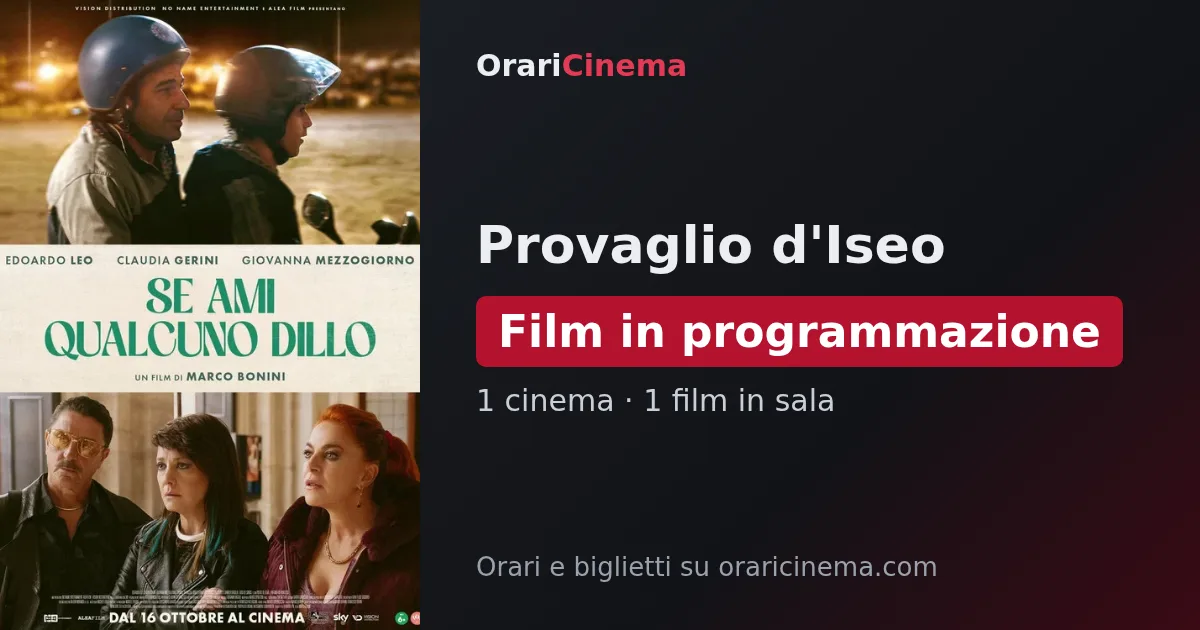 VISION DISTRIBUTION NO NAME ENTERTAINMENT E ALEA FILM PRESENTANO
EDOARDO LEO CLAUDIA GERINI GIOVANNA MEZZOGIORNO
SE AMI
QUALCUNO DILLO
UN FILM DI MARCO BONINI
DAL 16 OTTOBRE AL CINEMA
sky
6+
OrariCinema
Provaglio d'Iseo
Film in programmazione
1 cinema · 1 film in sala
Orari e biglietti su oraricinema.com